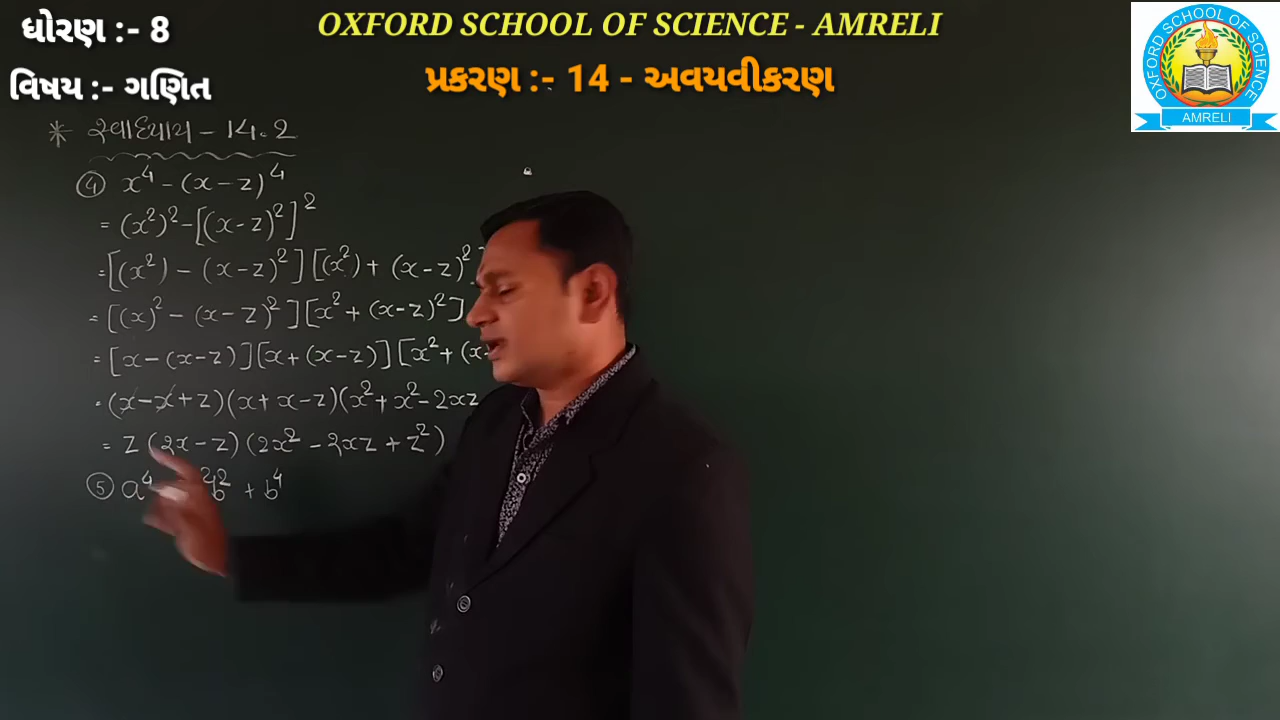 ધોરણ :- 8
OXFORD SCHOOL OF SCIENCE - AMRELI
વિષય :- ગણિત
પ્રકરણ :- 14 - અવયવીકરણ
OXFORD SCHOOL OF SCIENCE
AMRELI
* સ્વાધ્યાય - 14.2
④ x⁴ - (x - z)⁴
= (x²)² - [(x - z)²]²
= [(x²) - (x - z)²] [(x²) + (x - z)²
= [(x)² - (x - z)²] [x² + (x - z)²]
= [x - (x - z)] [x + (x - z)] [x² + (x-
= (x - x + z) (x + x - z) (x² + x² - 2xz
= z (2x - z) (2x² - 2xz + z²)
⑤ a⁴ ²b² + b⁴